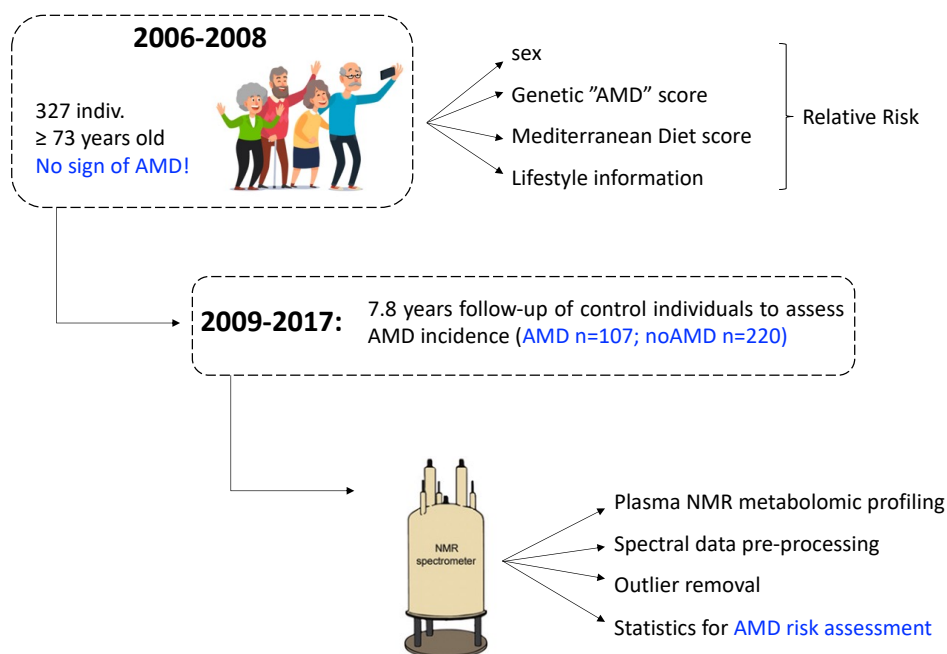 2006-2008
327 indiv.
≥ 73 years old
No sign of AMD!
sex
Genetic ”AMD” score
Mediterranean Diet score
Lifestyle information
Relative Risk
2009-2017:
7.8 years follow-up of control individuals to assess
AMD incidence (AMD n=107; noAMD n=220)
NMR
spectrometer
Plasma NMR metabolomic profiling
Spectral data pre-processing
Outlier removal
Statistics for AMD risk assessment